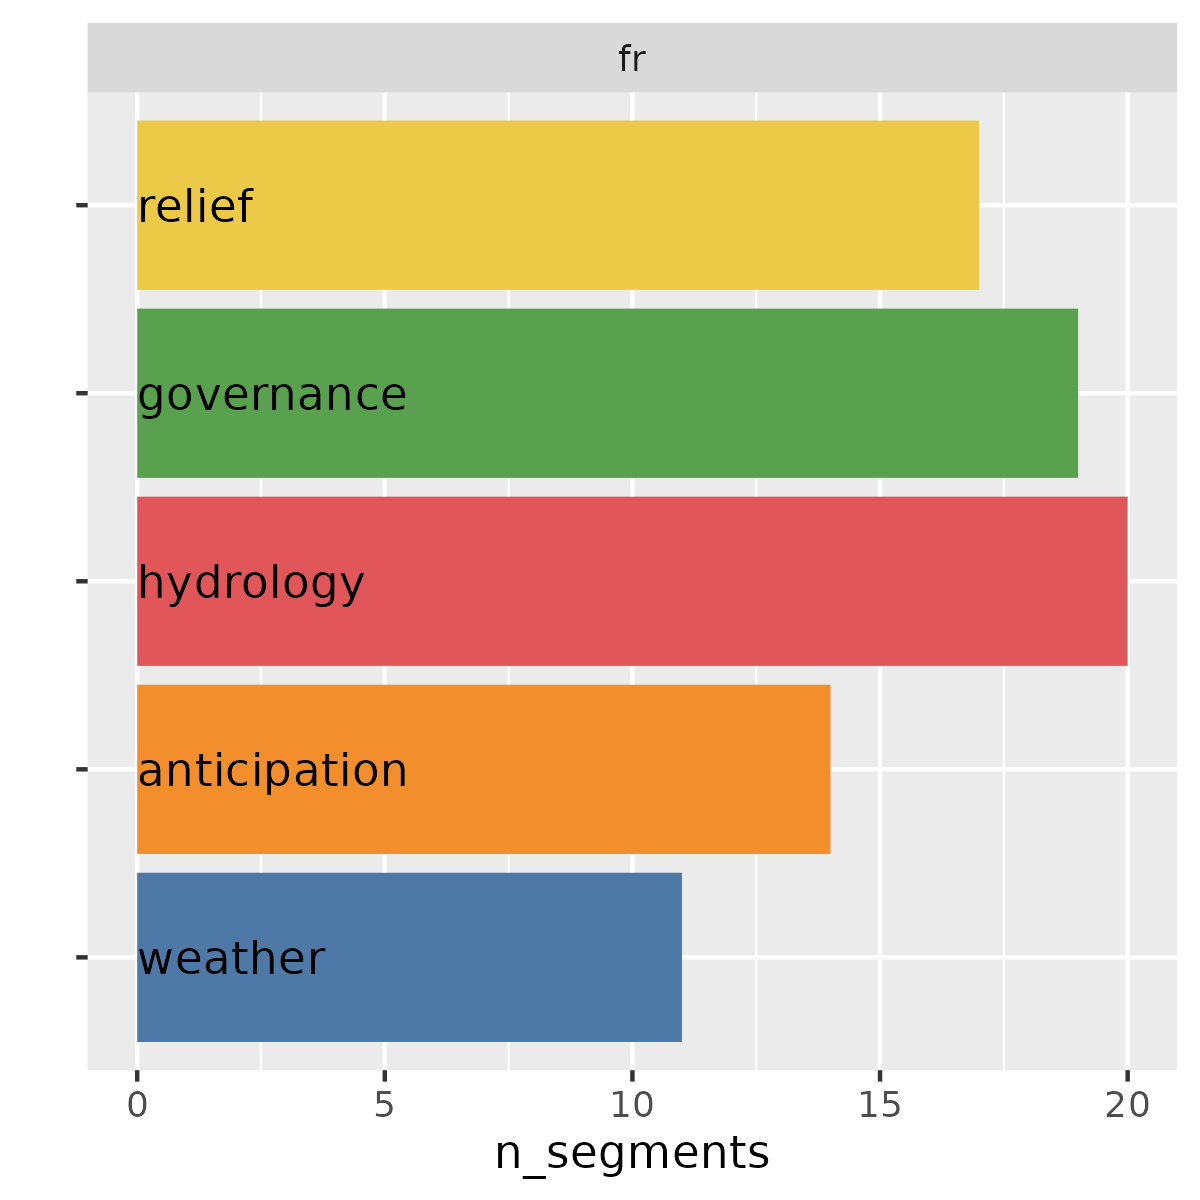 fr
relief
governance
hydrology
anticipation
weather
0 5 10 15 20
n_segments